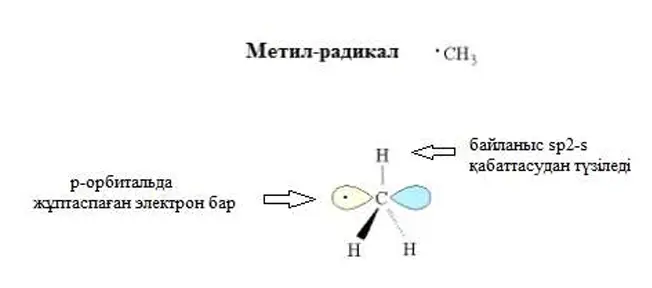 Метил-радикал ·CH₃
байланыс sp2-s
қабаттасудан түзіледі
H
р-орбитальда
жұптаспаған электрон бар
C
H H